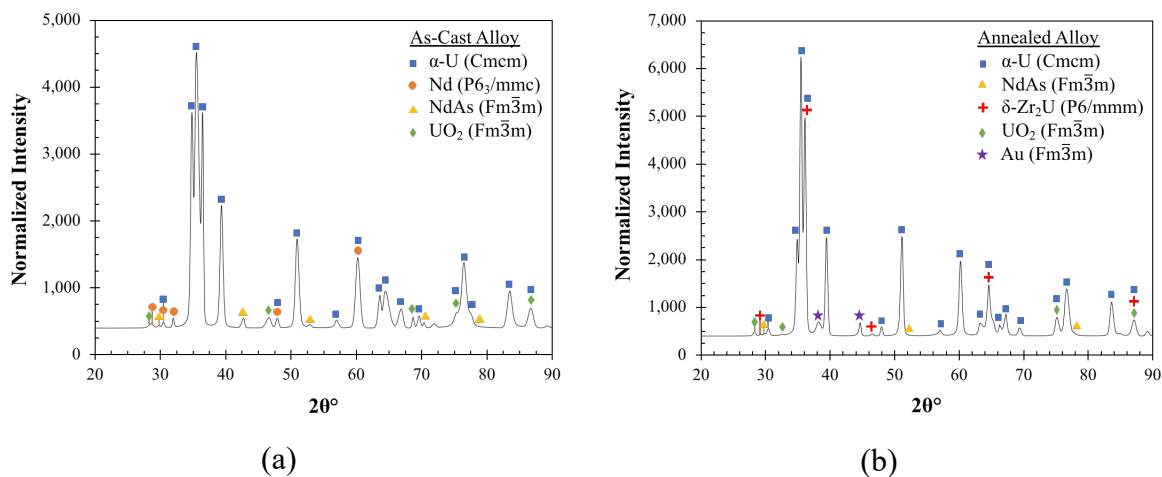 (a)
5,000
4,000
3,000
2,000
1,000
0
Normalized Intensity
20 30 40 50 60 70 80 90
2θ°
As-Cast Alloy
α-U (Cmcm)
Nd (P6₃/mmc)
NdAs (Fm3̅m)
UO₂ (Fm3̅m)
(a)
(b)
7,000
6,000
5,000
4,000
3,000
2,000
1,000
0
Normalized Intensity
20 30 40 50 60 70 80 90
2θ°
Annealed Alloy
α-U (Cmcm)
NdAs (Fm3̅m)
δ-Zr₂U (P6/mmm)
UO₂ (Fm3̅m)
Au (Fm3̅m)
(b)